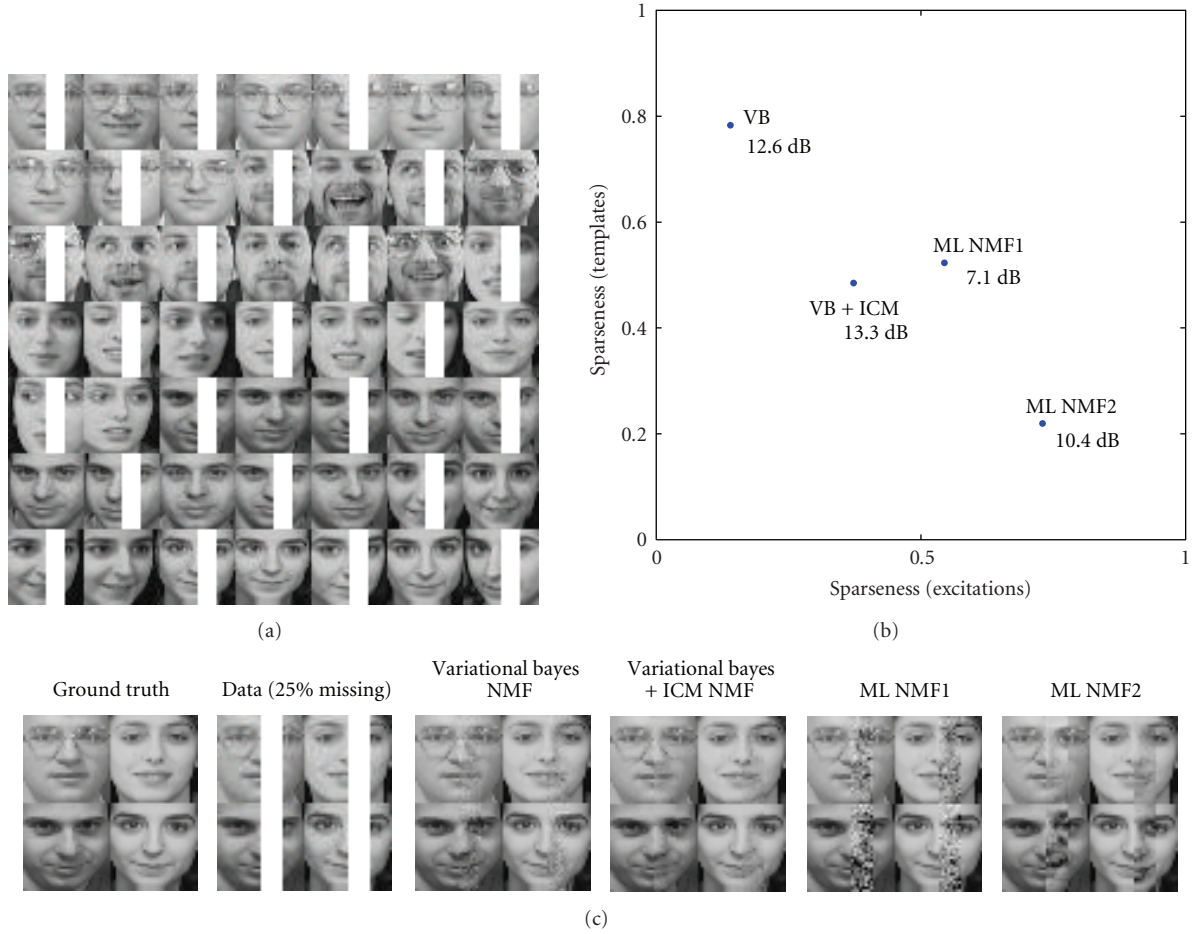 1
0.8
0.6
0.4
0.2
0
0
0.5
1
Sparseness (templates)
Sparseness (excitations)
VB
12.6 dB
ML NMF1
7.1 dB
VB + ICM
13.3 dB
ML NMF2
10.4 dB
(a)
(b)
Ground truth
Data (25% missing)
Variational bayes
NMF
Variational bayes
+ ICM NMF
ML NMF1
ML NMF2
(c)